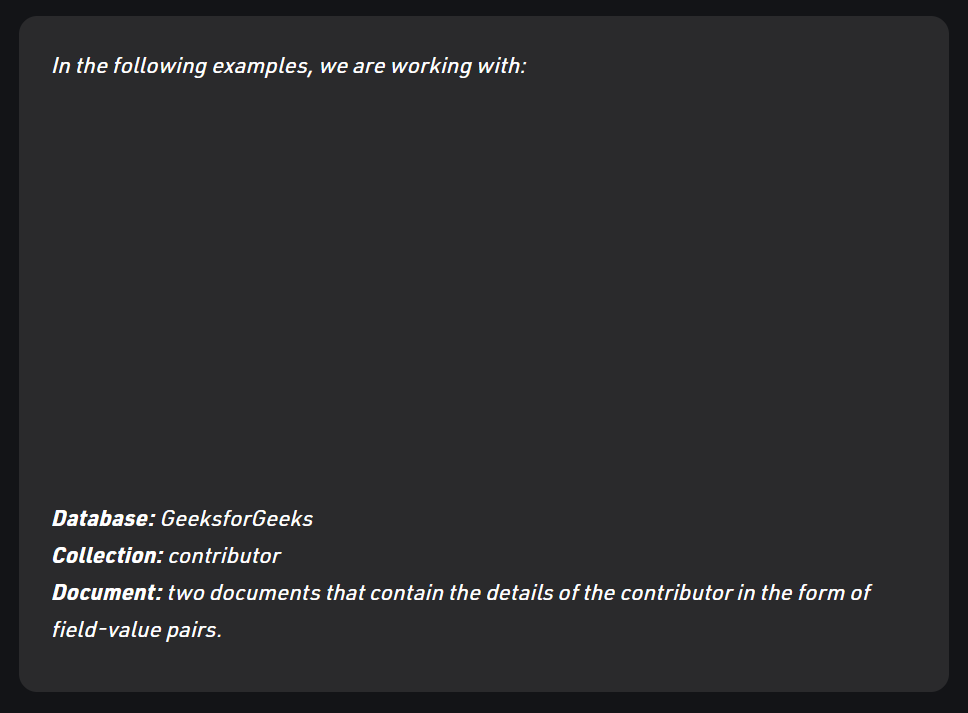 In the following examples, we are working with:
Database: GeeksforGeeks
Collection: contributor
Document: two documents that contain the details of the contributor in the form of
field-value pairs.